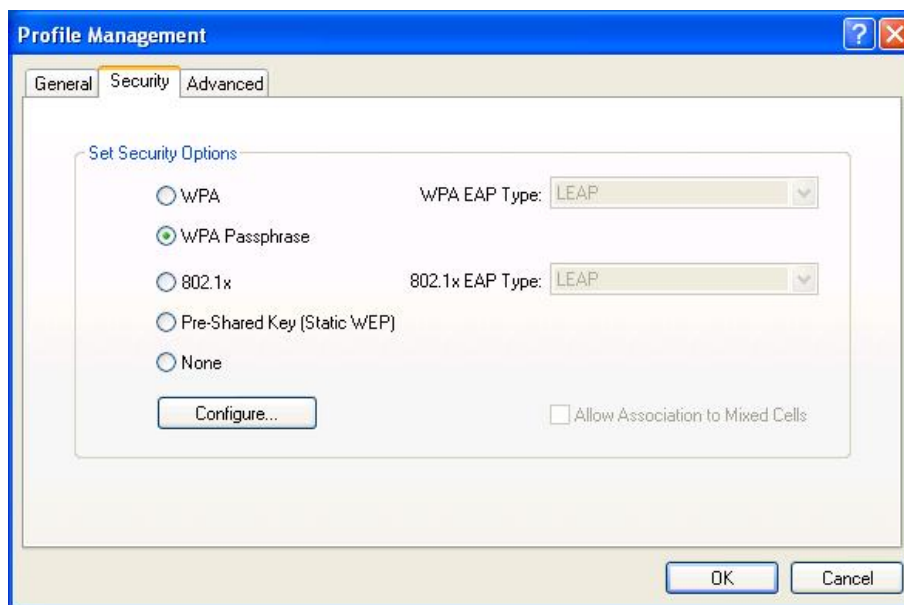 Profile Management
General Security Advanced
Set Security Options
WPA WPA EAP Type: LEAP
WPA Passphrase
802.1x 802.1x EAP Type: LEAP
Pre-Shared Key (Static WEP)
None
Configure... Allow Association to Mixed Cells
OK Cancel